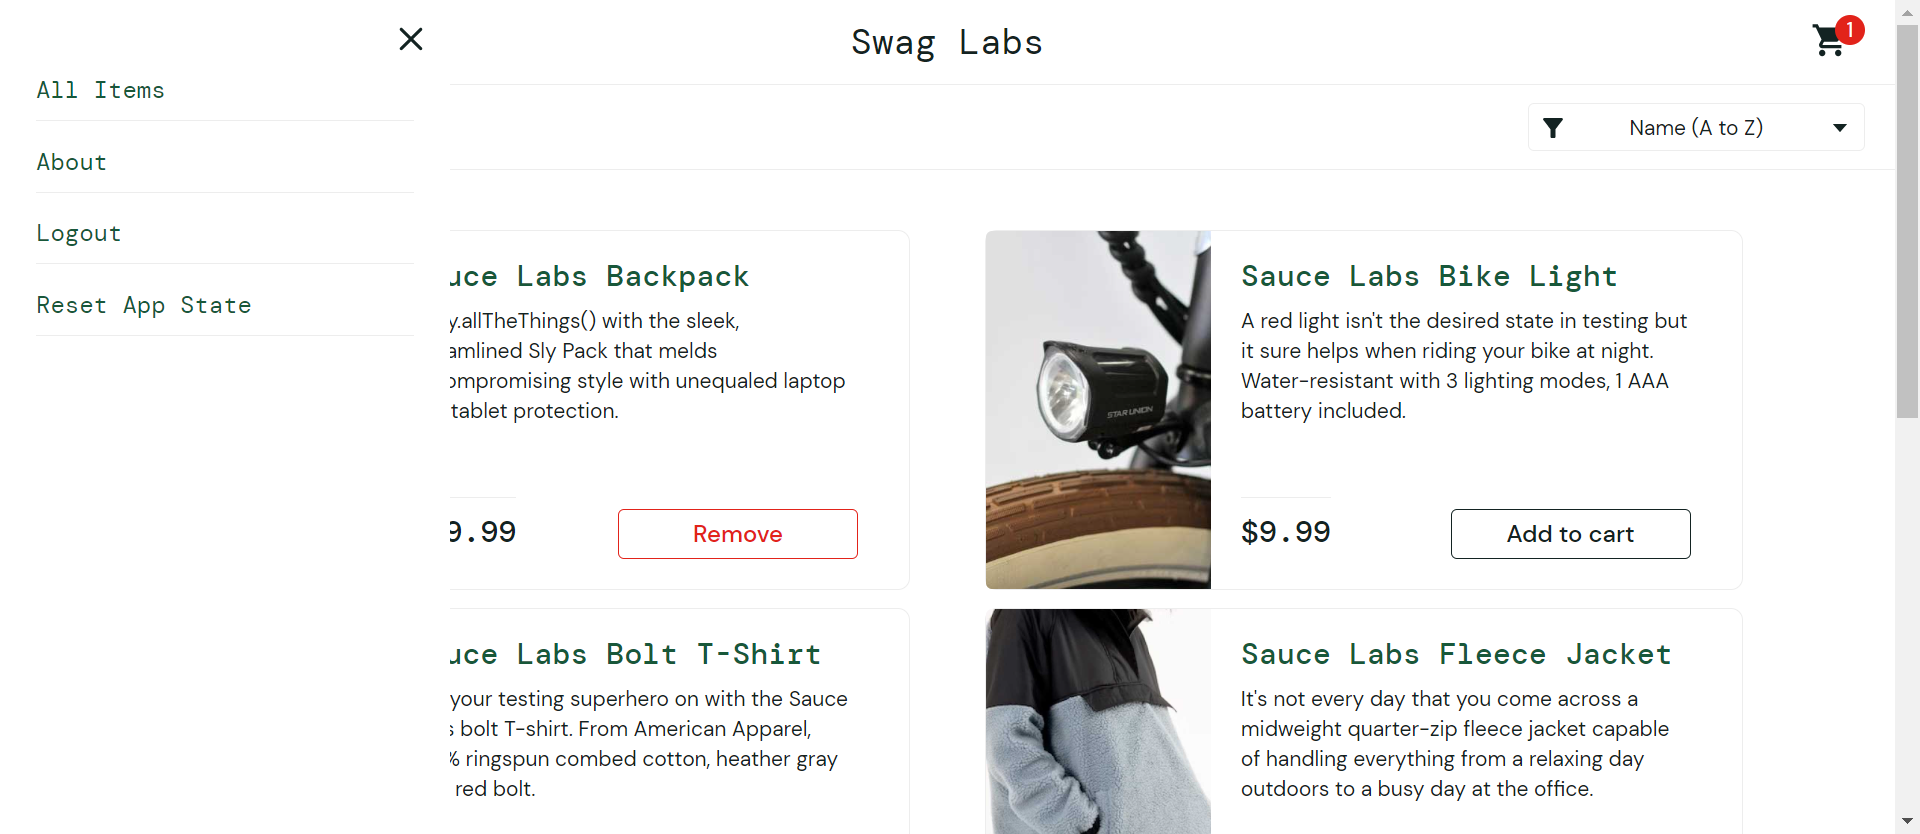 All Items
About
Logout
Reset App State
Swag Labs
1
Name (A to Z)
uce Labs Backpack
y.allTheThings() with the sleek,
amlined Sly Pack that melds
ompromising style with unequaled laptop
tablet protection.
9.99
Remove
STAR UNION
Sauce Labs Bike Light
A red light isn't the desired state in testing but
it sure helps when riding your bike at night.
Water-resistant with 3 lighting modes, 1 AAA
battery included.
$9.99
Add to cart
uce Labs Bolt T-Shirt
your testing superhero on with the Sauce
s bolt T-shirt. From American Apparel,
% ringspun combed cotton, heather gray
red bolt.
Sauce Labs Fleece Jacket
It's not every day that you come across a
midweight quarter-zip fleece jacket capable
of handling everything from a relaxing day
outdoors to a busy day at the office.